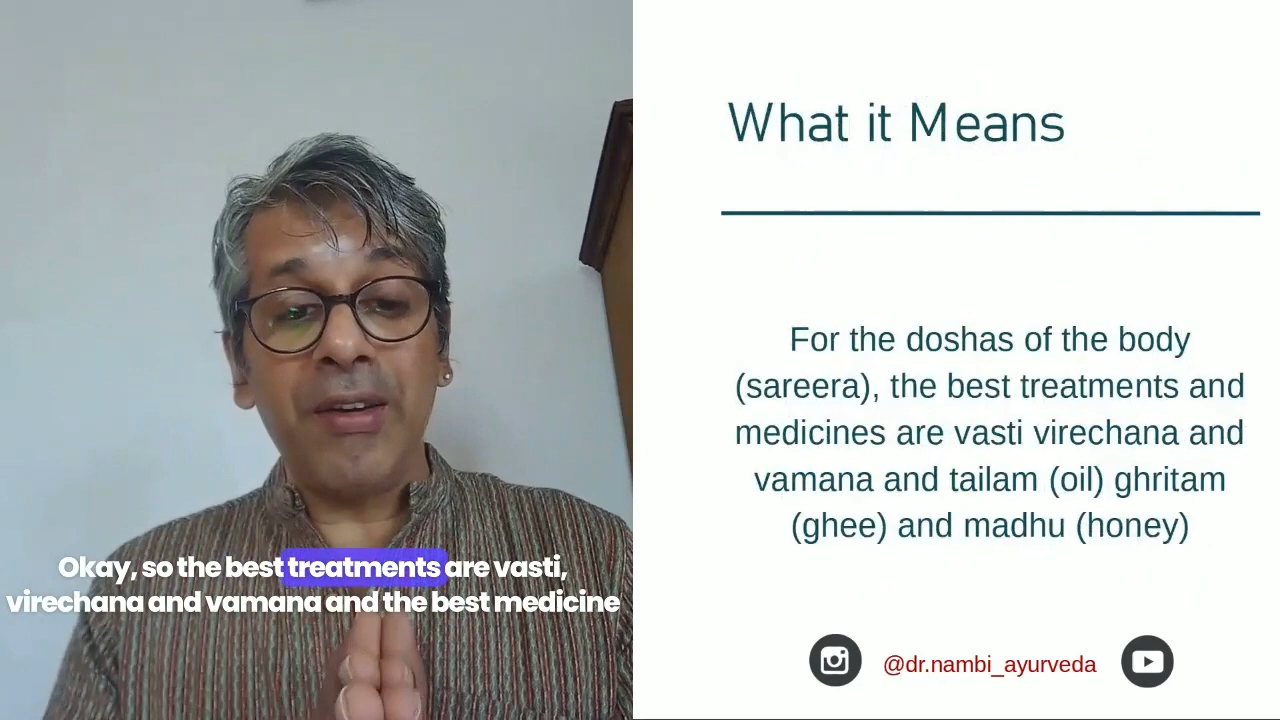 What it Means
For the doshas of the body
(sareera), the best treatments and
medicines are vasti virechana and
vamana and tailam (oil) ghritam
(ghee) and madhu (honey)
Okay, so the best treatments are vasti,
virechana and vamana and the best medicine
@dr.nambi_ayurveda